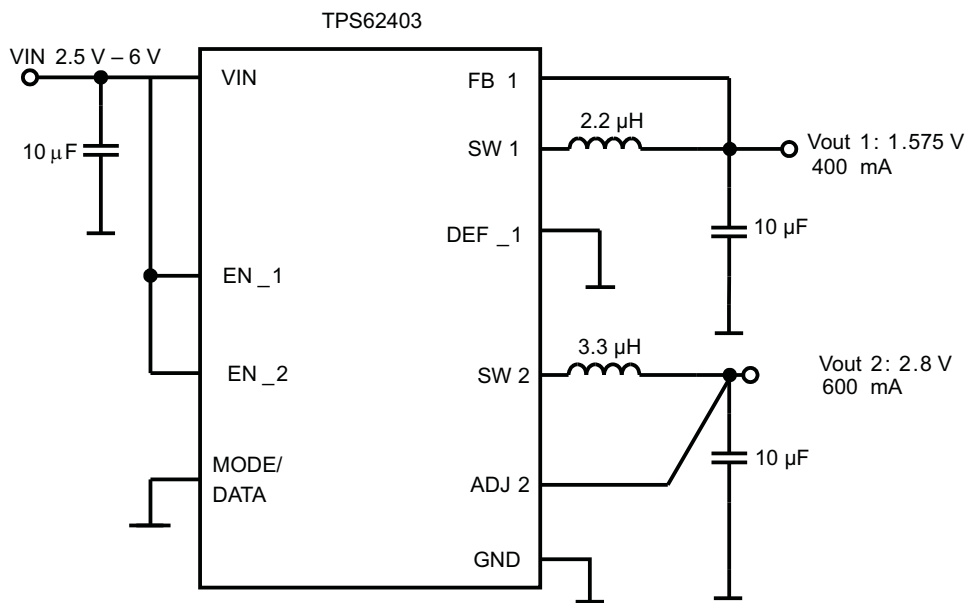 TPS62403
VIN 2.5 V – 6 V
VIN
FB 1
2.2 µH
10 µF
SW 1
Vout 1: 1.575 V
400 mA
DEF _1
10 µF
EN _1
3.3 µH
EN _2
SW 2
Vout 2: 2.8 V
600 mA
MODE/
DATA
ADJ 2
10 µF
GND